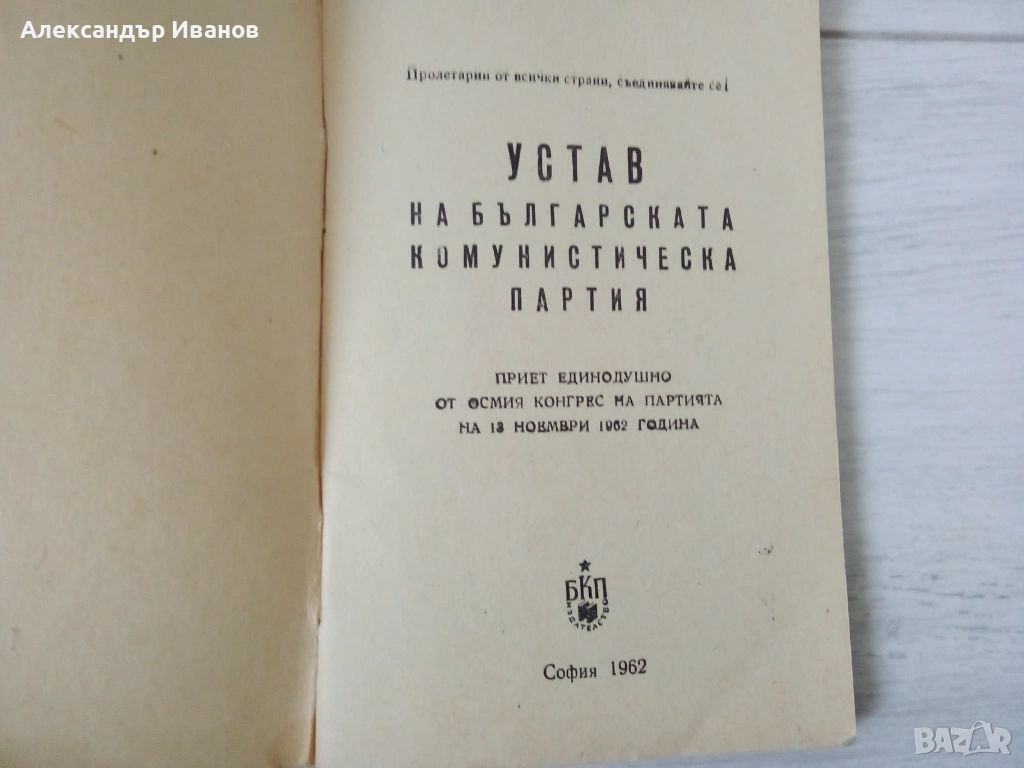 Александър Иванов
Пролетарии от всички страни, съединявайте се!
УСТАВ
НА БЪЛГАРСКАТА
КОМУНИСТИЧЕСКА
ПАРТИЯ
ПРИЕТ ЕДИНОДУШНО
ОТ ОСМИЯ КОНГРЕС НА ПАРТИЯТА
НА 13 НОЕМВРИ 1962 ГОДИНА
БКП
ИЗДАТЕЛСТВО
София 1962
BAZAR